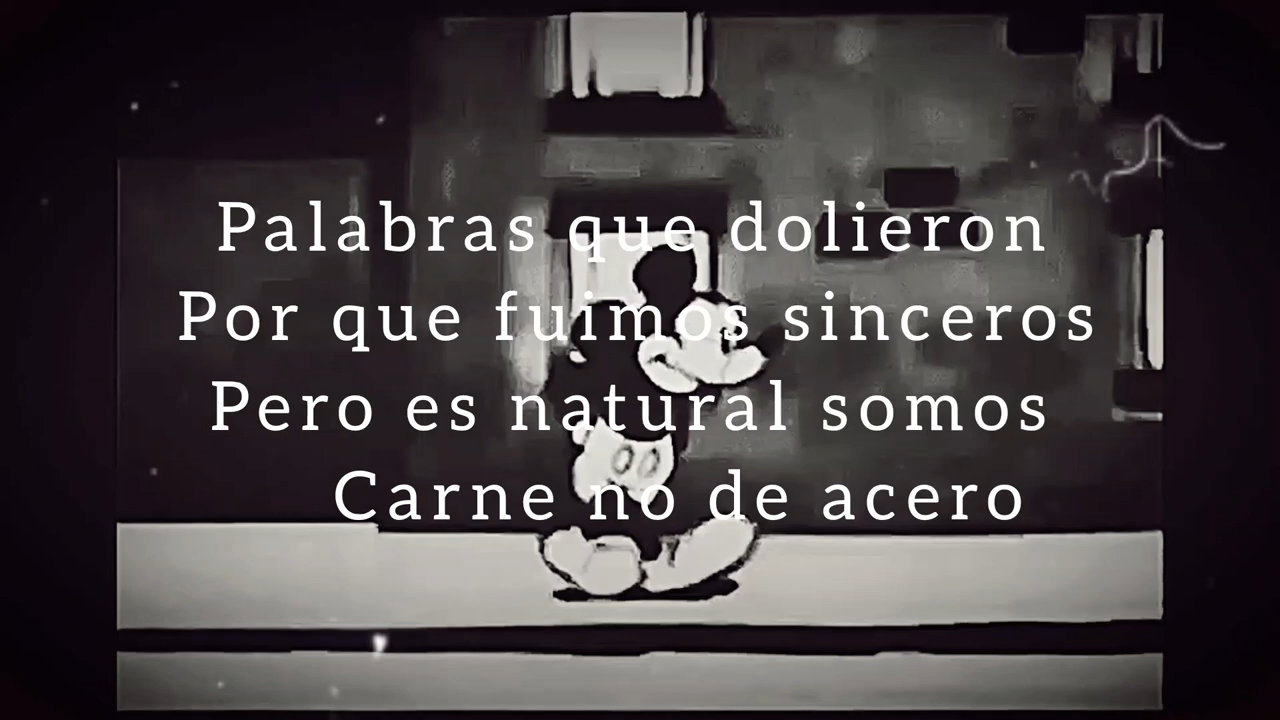 Palabras que dolieron
Por que fuimos sinceros
Pero es natural somos
Carne no de acero